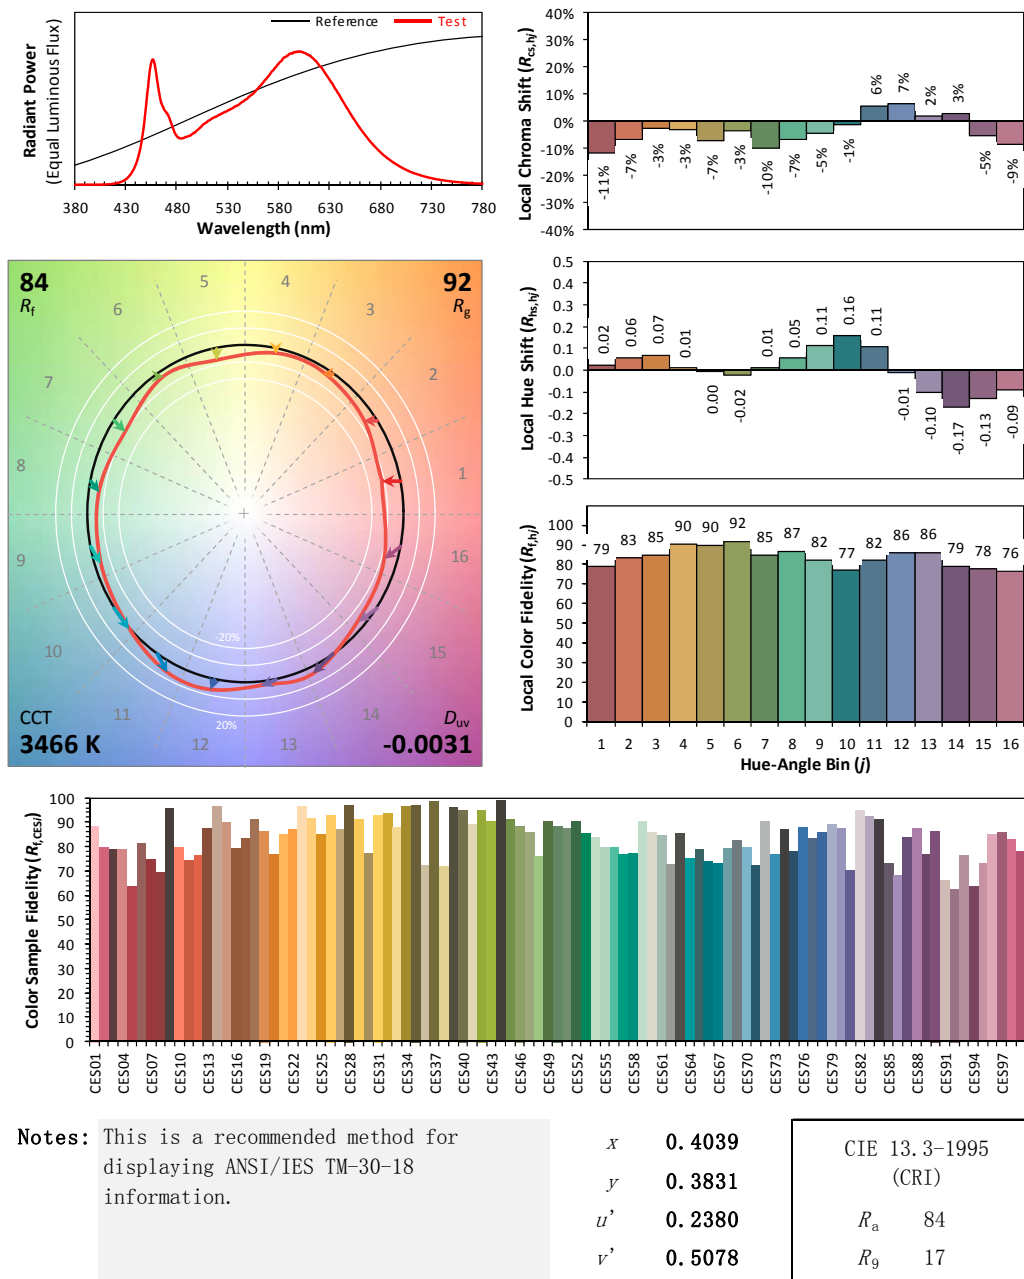 Reference
Test
Radiant Power
(Equal Luminous Flux)
380 430 480 530 580 630 680 730 780
Wavelength (nm)
Local Chroma Shift (Rcs,hj)
40%
30%
20%
10%
0%
-10%
-20%
-30%
-40%
-11% -7% -3% -3% -7% -3% -10% -7% -5% -1% 6% 7% 2% 3% -5% -9%
84
Rf
92
Rg
5 4
6 3
7 2
8 1
9 16
10 15
11 14
12 13
-20%
20%
CCT
3466 K
Duv
-0.0031
Local Hue Shift (Rhs,hj)
0.5
0.4
0.3
0.2
0.1
0.0
-0.1
-0.2
-0.3
-0.4
-0.5
0.02 0.06 0.07 0.01 0.00 -0.02 0.01 0.05 0.11 0.16 0.11 -0.01 -0.10 -0.17 -0.13 -0.09
Local Color Fidelity (Rf,hj)
100
90
80
70
60
50
40
30
20
10
0
79 83 85 90 90 92 85 87 82 77 82 86 86 79 78 76
1 2 3 4 5 6 7 8 9 10 11 12 13 14 15 16
Hue-Angle Bin (j)
Color Sample Fidelity (Rf,CESi)
100
90
80
70
60
50
40
30
20
10
0
CES01 CES04 CES07 CES10 CES13 CES16 CES19 CES22 CES25 CES28 CES31 CES34 CES37 CES40 CES43 CES46 CES49 CES52 CES55 CES58 CES61 CES64 CES67 CES70 CES73 CES76 CES79 CES82 CES85 CES88 CES91 CES94 CES97
Notes: This is a recommended method for
displaying ANSI/IES TM-30-18
information.
x 0.4039
y 0.3831
u' 0.2380
v' 0.5078
CIE 13.3-1995
(CRI)
Ra 84
R9 17